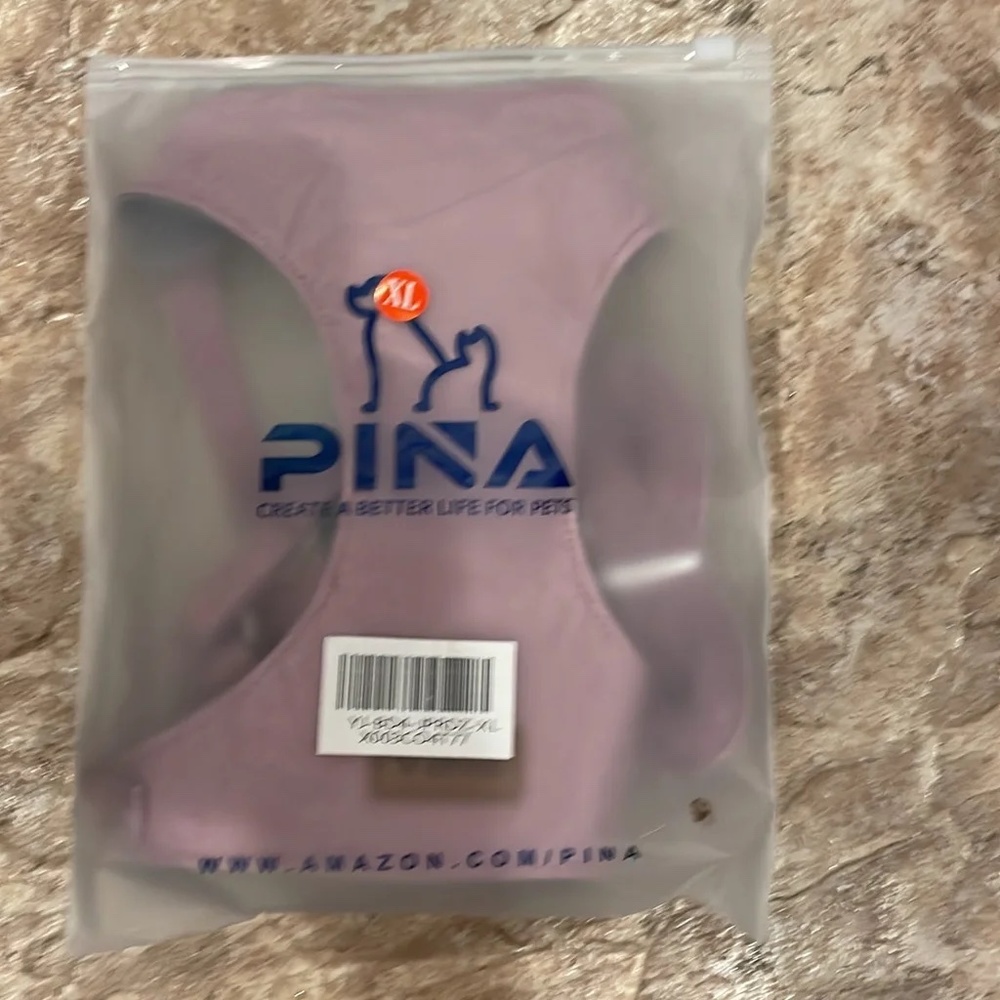 XL
PINA
CREATE A BETTER LIFE FOR PETS
WWW.AMAZON.COM/PINA